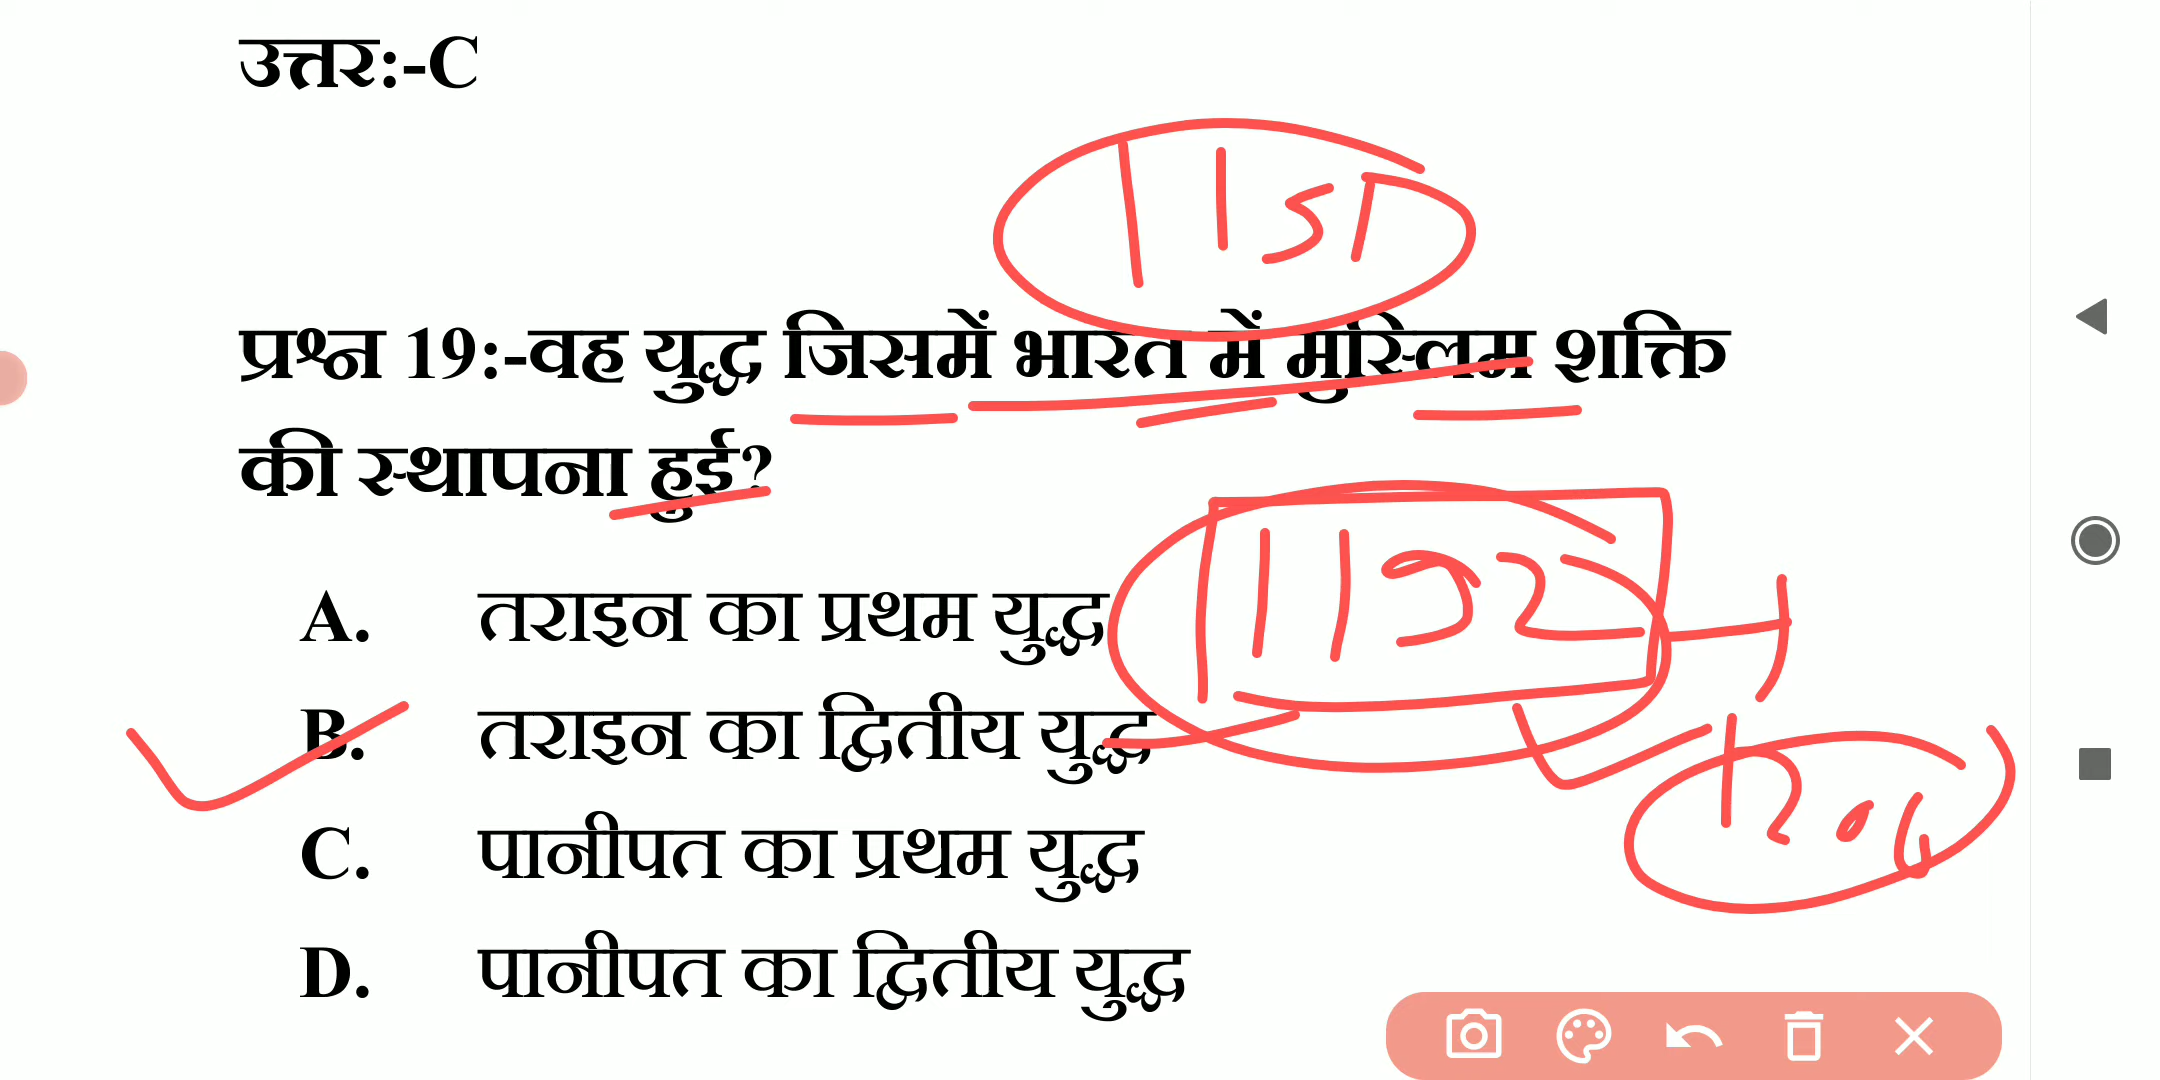 उत्तर:-C
1191
प्रश्न 19:-वह युद्ध जिसमें भारत में मुस्लिम शक्ति
की स्थापना हुई?
1192
A. तराइन का प्रथम युद्ध
B. तराइन का द्वितीय युद्ध
1206
C. पानीपत का प्रथम युद्ध
D. पानीपत का द्वितीय युद्ध